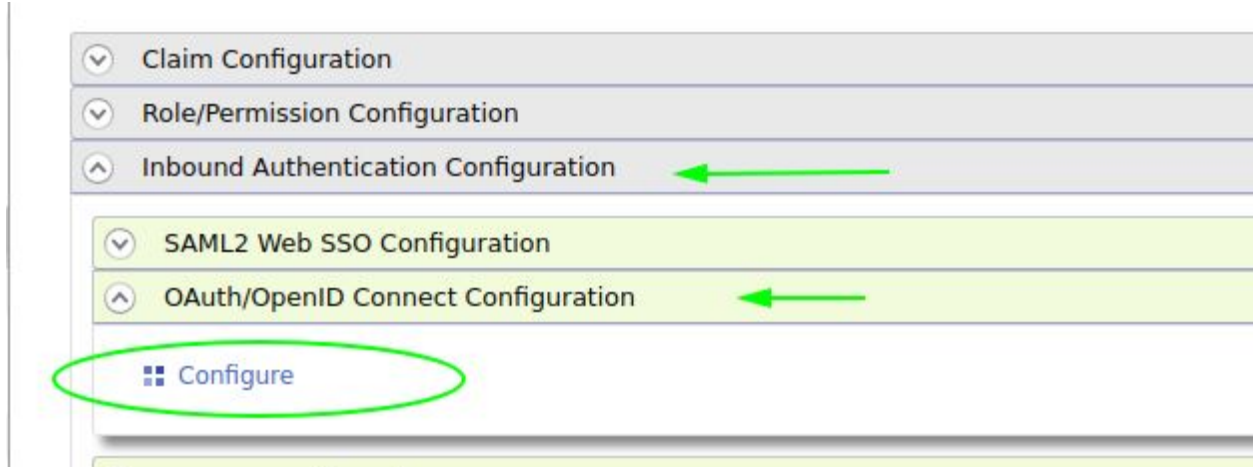 Claim Configuration
Role/Permission Configuration
Inbound Authentication Configuration
SAML2 Web SSO Configuration
OAuth/OpenID Connect Configuration
Configure